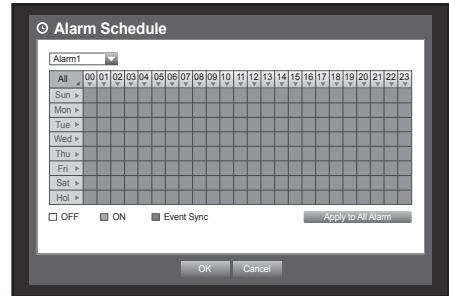 Alarm Schedule
Alarm1
All 00 01 02 03 04 05 06 07 08 09 10 11 12 13 14 15 16 17 18 19 20 21 22 23
Sun
Mon
Tue
Wed
Thu
Fri
Sat
Hol
OFF ON Event Sync Apply to All Alarm
OK Cancel